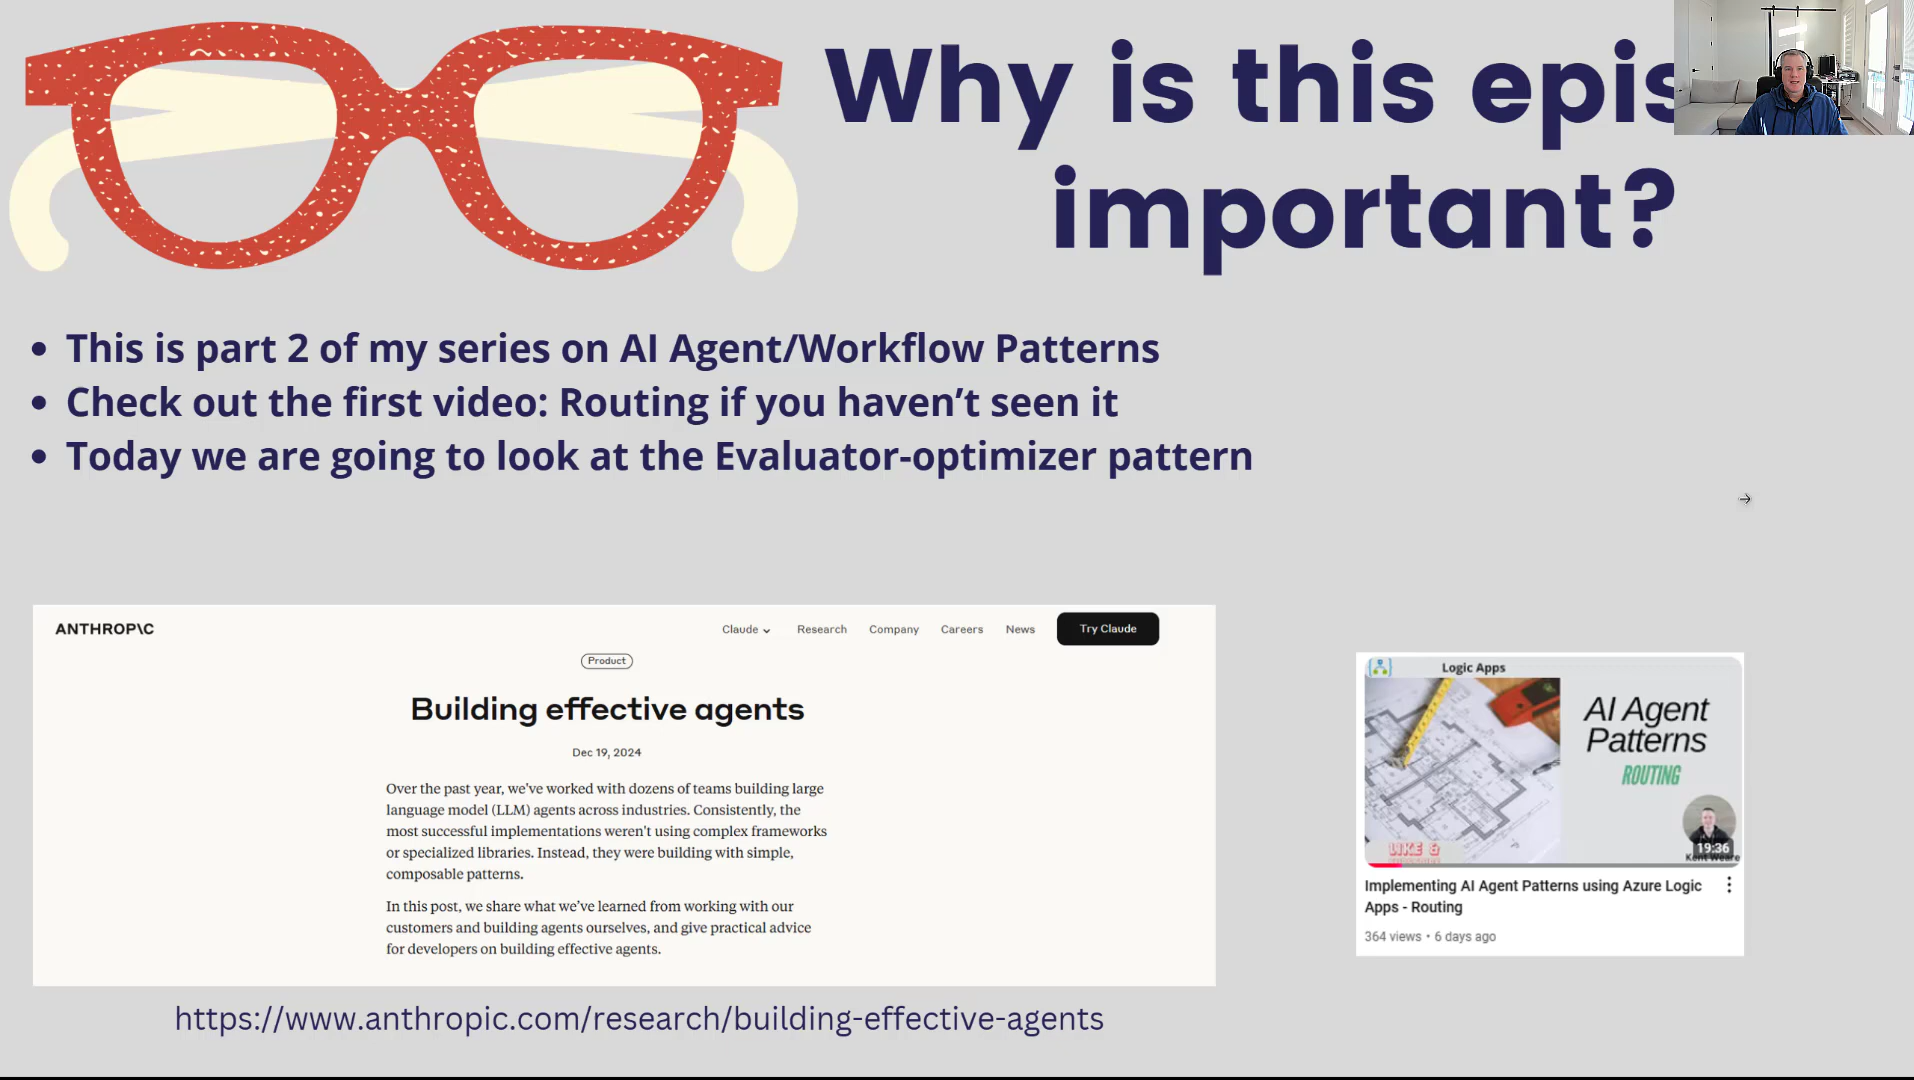 Why is this epis
important?
• This is part 2 of my series on AI Agent/Workflow Patterns
• Check out the first video: Routing if you haven’t seen it
• Today we are going to look at the Evaluator-optimizer pattern
ANTHROP\C
Claude
Research
Company
Careers
News
Try Claude
Product
Building effective agents
Dec 19, 2024
Over the past year, we've worked with dozens of teams building large
language model (LLM) agents across industries. Consistently, the
most successful implementations weren't using complex frameworks
or specialized libraries. Instead, they were building with simple,
composable patterns.
In this post, we share what we’ve learned from working with our
customers and building agents ourselves, and give practical advice
for developers on building effective agents.
https://www.anthropic.com/research/building-effective-agents
Logic Apps
AI Agent
Patterns
ROUTING
LIKE &
19:36
Kent Weare
Implementing AI Agent Patterns using Azure Logic
Apps - Routing
364 views • 6 days ago